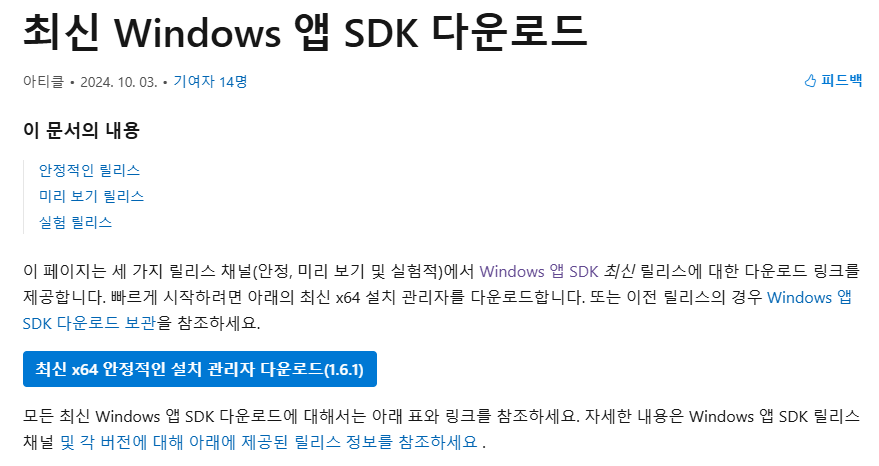 최신 Windows 앱 SDK 다운로드
아티클 • 2024. 10. 03. • 기여자 14명
피드백
이 문서의 내용
안정적인 릴리스
미리 보기 릴리스
실험 릴리스
이 페이지는 세 가지 릴리스 채널(안정, 미리 보기 및 실험적)에서 Windows 앱 SDK 최신 릴리스에 대한 다운로드 링크를
제공합니다. 빠르게 시작하려면 아래의 최신 x64 설치 관리자를 다운로드합니다. 또는 이전 릴리스의 경우 Windows 앱
SDK 다운로드 보관을 참조하세요.
최신 x64 안정적인 설치 관리자 다운로드(1.6.1)
모든 최신 Windows 앱 SDK 다운로드에 대해서는 아래 표와 링크를 참조하세요. 자세한 내용은 Windows 앱 SDK 릴리스
채널 및 각 버전에 대해 아래에 제공된 릴리스 정보를 참조하세요 .